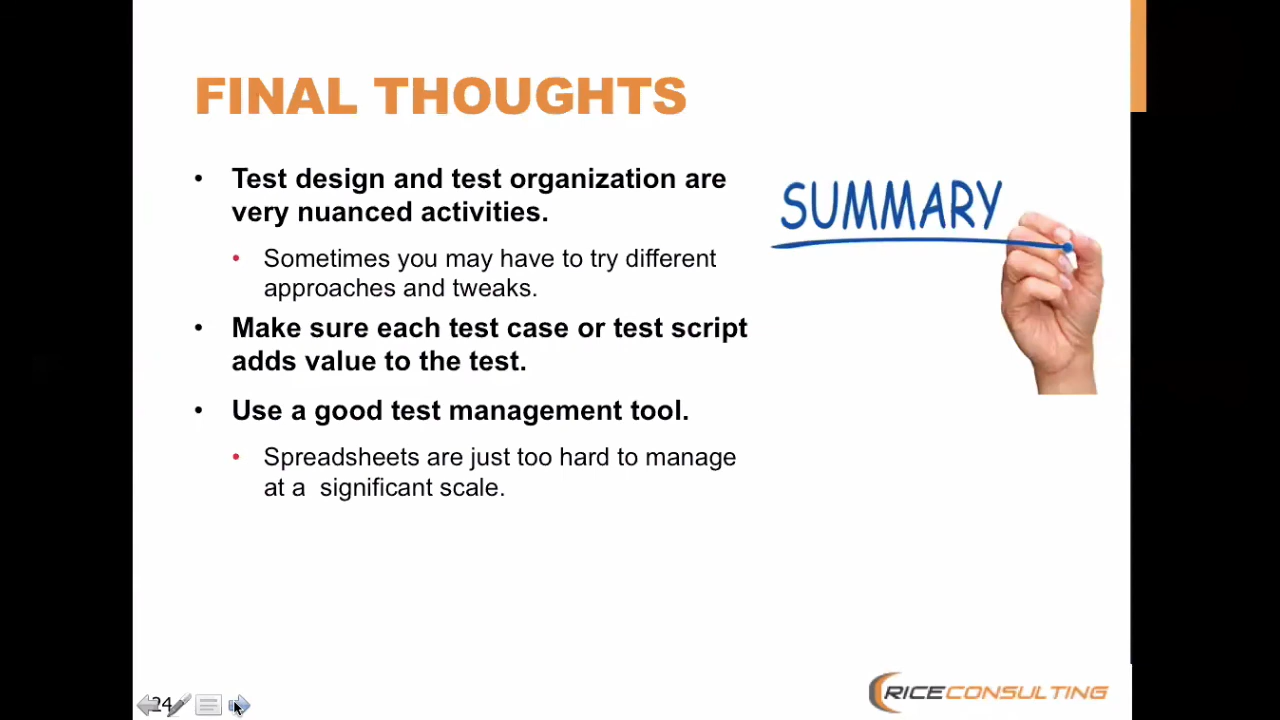 FINAL THOUGHTS
• Test design and test organization are
very nuanced activities.
• Sometimes you may have to try different
approaches and tweaks.
• Make sure each test case or test script
adds value to the test.
• Use a good test management tool.
• Spreadsheets are just too hard to manage
at a  significant scale.
SUMMARY
24
RICECONSULTING